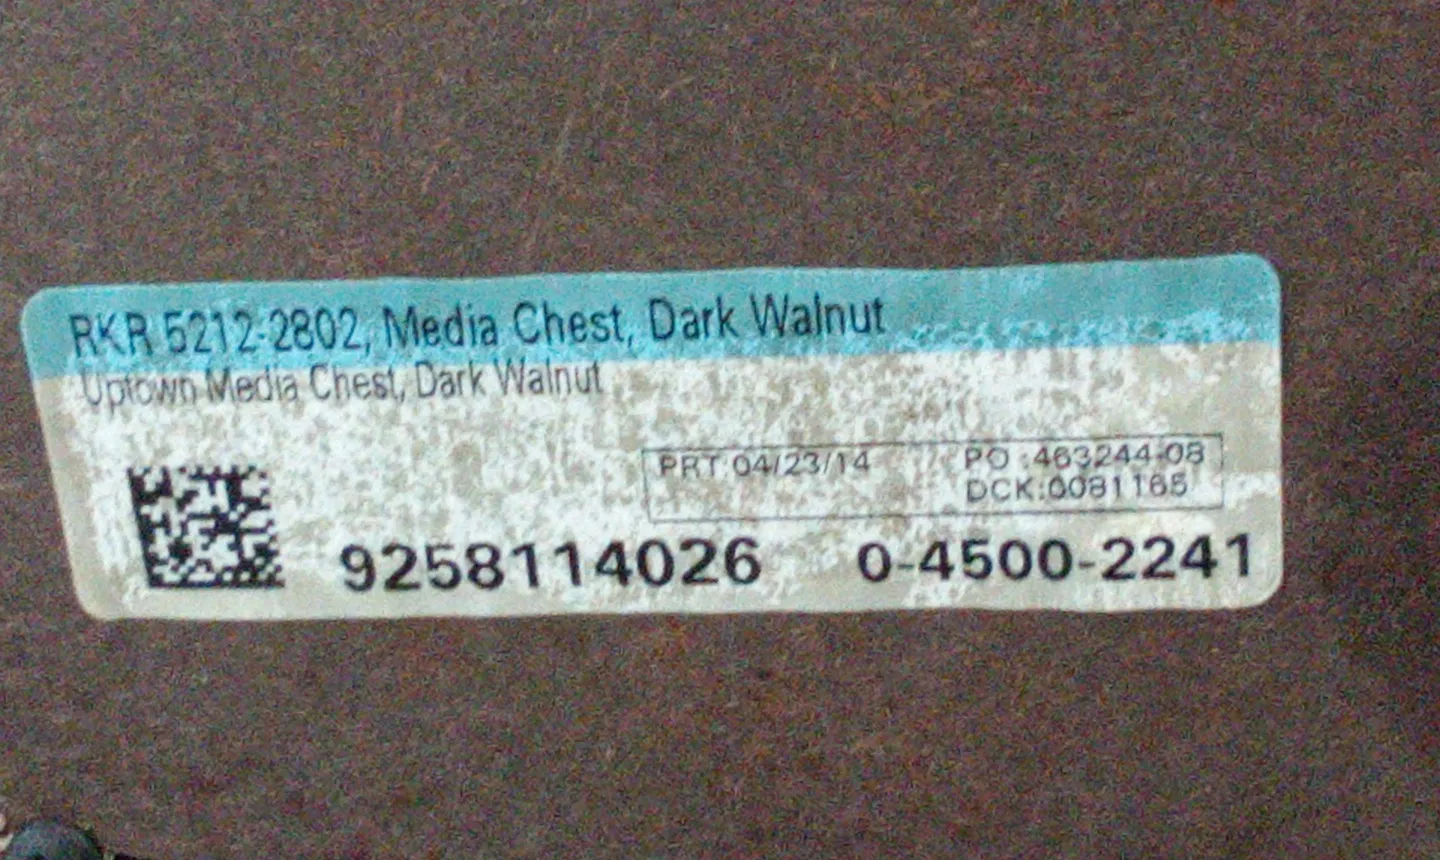 RKR 5212-2802, Media Chest, Dark Walnut
Uptown Media Chest, Dark Walnut
PRT:04/23/14 PO :463244-08
DCK:0081165
9258114026 0-4500-2241